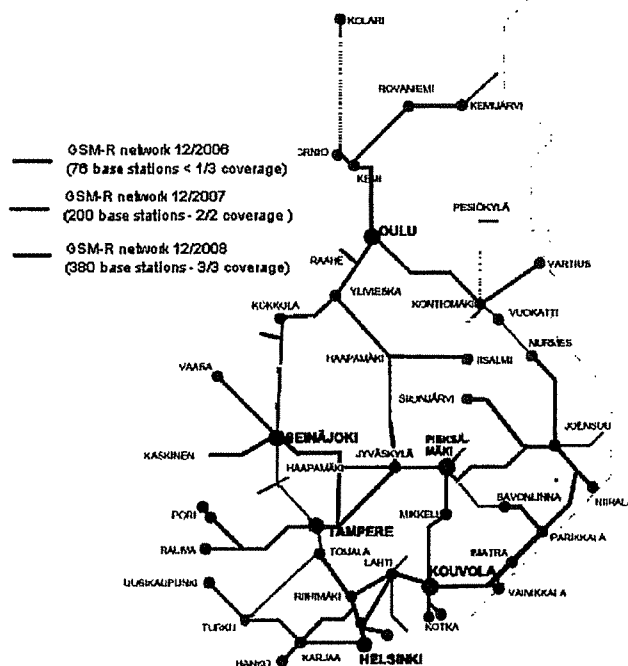 KOLARI
ROVANIEMI
KEMIJÄRVI
GSM-R network 12/2006
(76 base stations < 1/3 coverage)
ORNIO
KEMI
GSM-R network 12/2007
(200 base stations - 2/2 coverage )
PESIÖKYLÄ
OULU
GSM-R network 12/2008
(380 base stations - 3/3 coverage)
RAAHE
VARTIUS
YLIVIESKA
KONTIOMÄKI
KOKKOLA
VUOKATTI
NURMES
HAAPAMÄKI
IISALMI
VAASA
SIILINJÄRVI
SEINÄJOKI
JOENSUU
PIEKSÄ-
MÄKI
KASKINEN
HAAPAMÄKI
JYVÄSKYLÄ
SAVONLINNA
NIIRALA
PORI
MIKKELI
TAMPERE
PARIKKALA
RAUMA
TOIJALA
IMATRA
LAHTI
KOUVOLA
UUSIKAUPUNKI
RIIHIMÄKI
VAINIKKALA
TURKU
KOTKA
KARJAA
HELSINKI
HANKO